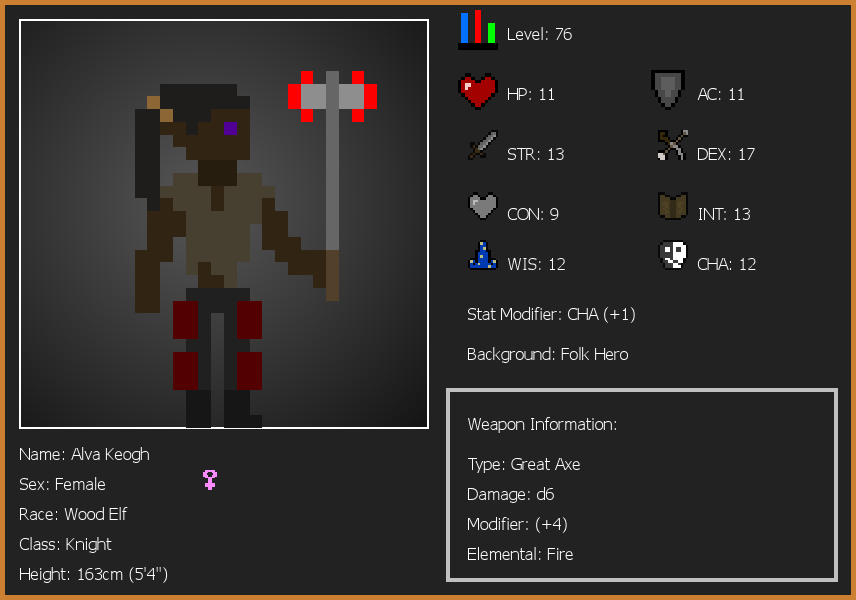 Level: 76
HP: 11
AC: 11
STR: 13
DEX: 17
CON: 9
INT: 13
WIS: 12
CHA: 12
Stat Modifier: CHA (+1)
Background: Folk Hero
Weapon Information:
Type: Great Axe
Damage: d6
Modifier: (+4)
Elemental: Fire
Name: Alva Keogh
Sex: Female
Race: Wood Elf
Class: Knight
Height: 163cm (5'4")